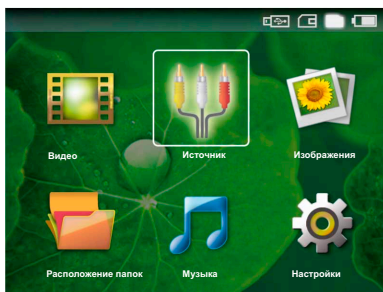 Видео
Источник
Изображения
Расположение папок
Музыка
Настройки